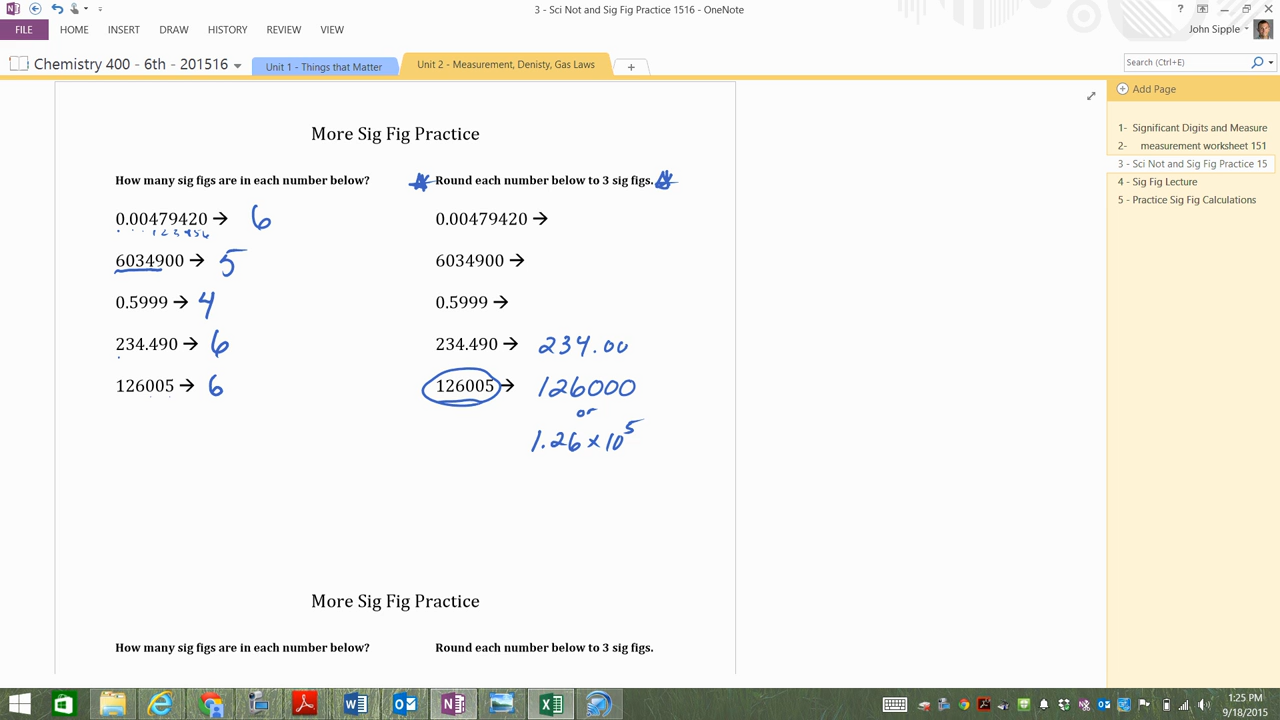 3 - Sci Not and Sig Fig Practice 1516 - OneNote
FILE HOME INSERT DRAW HISTORY REVIEW VIEW
John Sipple
Chemistry 400 - 6th - 201516
Unit 1 - Things that Matter
Unit 2 - Measurement, Denisty, Gas Laws
Search (Ctrl+E)
Add Page
1- Significant Digits and Measure
2- measurement worksheet 151
3 - Sci Not and Sig Fig Practice 15
4 - Sig Fig Lecture
5 - Practice Sig Fig Calculations
More Sig Fig Practice
How many sig figs are in each number below?
0.00479420 → 6
1 2 3 4 5 6
6034900 → 5
0.5999 → 4
234.490 → 6
126005 → 6
Round each number below to 3 sig figs.
0.00479420 →
6034900 →
0.5999 →
234.490 → 234.00
126005 → 126000
or
1.26 x 10⁵
More Sig Fig Practice
How many sig figs are in each number below?
Round each number below to 3 sig figs.
1:25 PM
9/18/2015